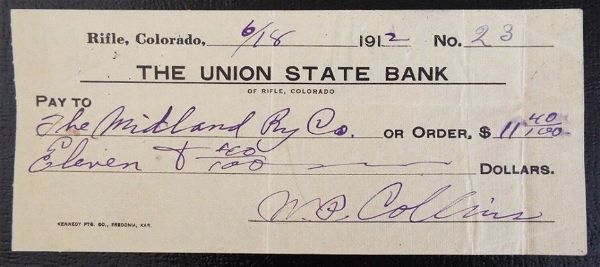 Rifle, Colorado, 6/18 1912 No. 23
THE UNION STATE BANK
OF RIFLE, COLORADO
PAY TO
The Midland Ry Co. OR ORDER, $ 11 40/100
Eleven & 40/100 DOLLARS.
W. P. Collins
KENNEDY PTG. CO., FREDONIA, KAN.